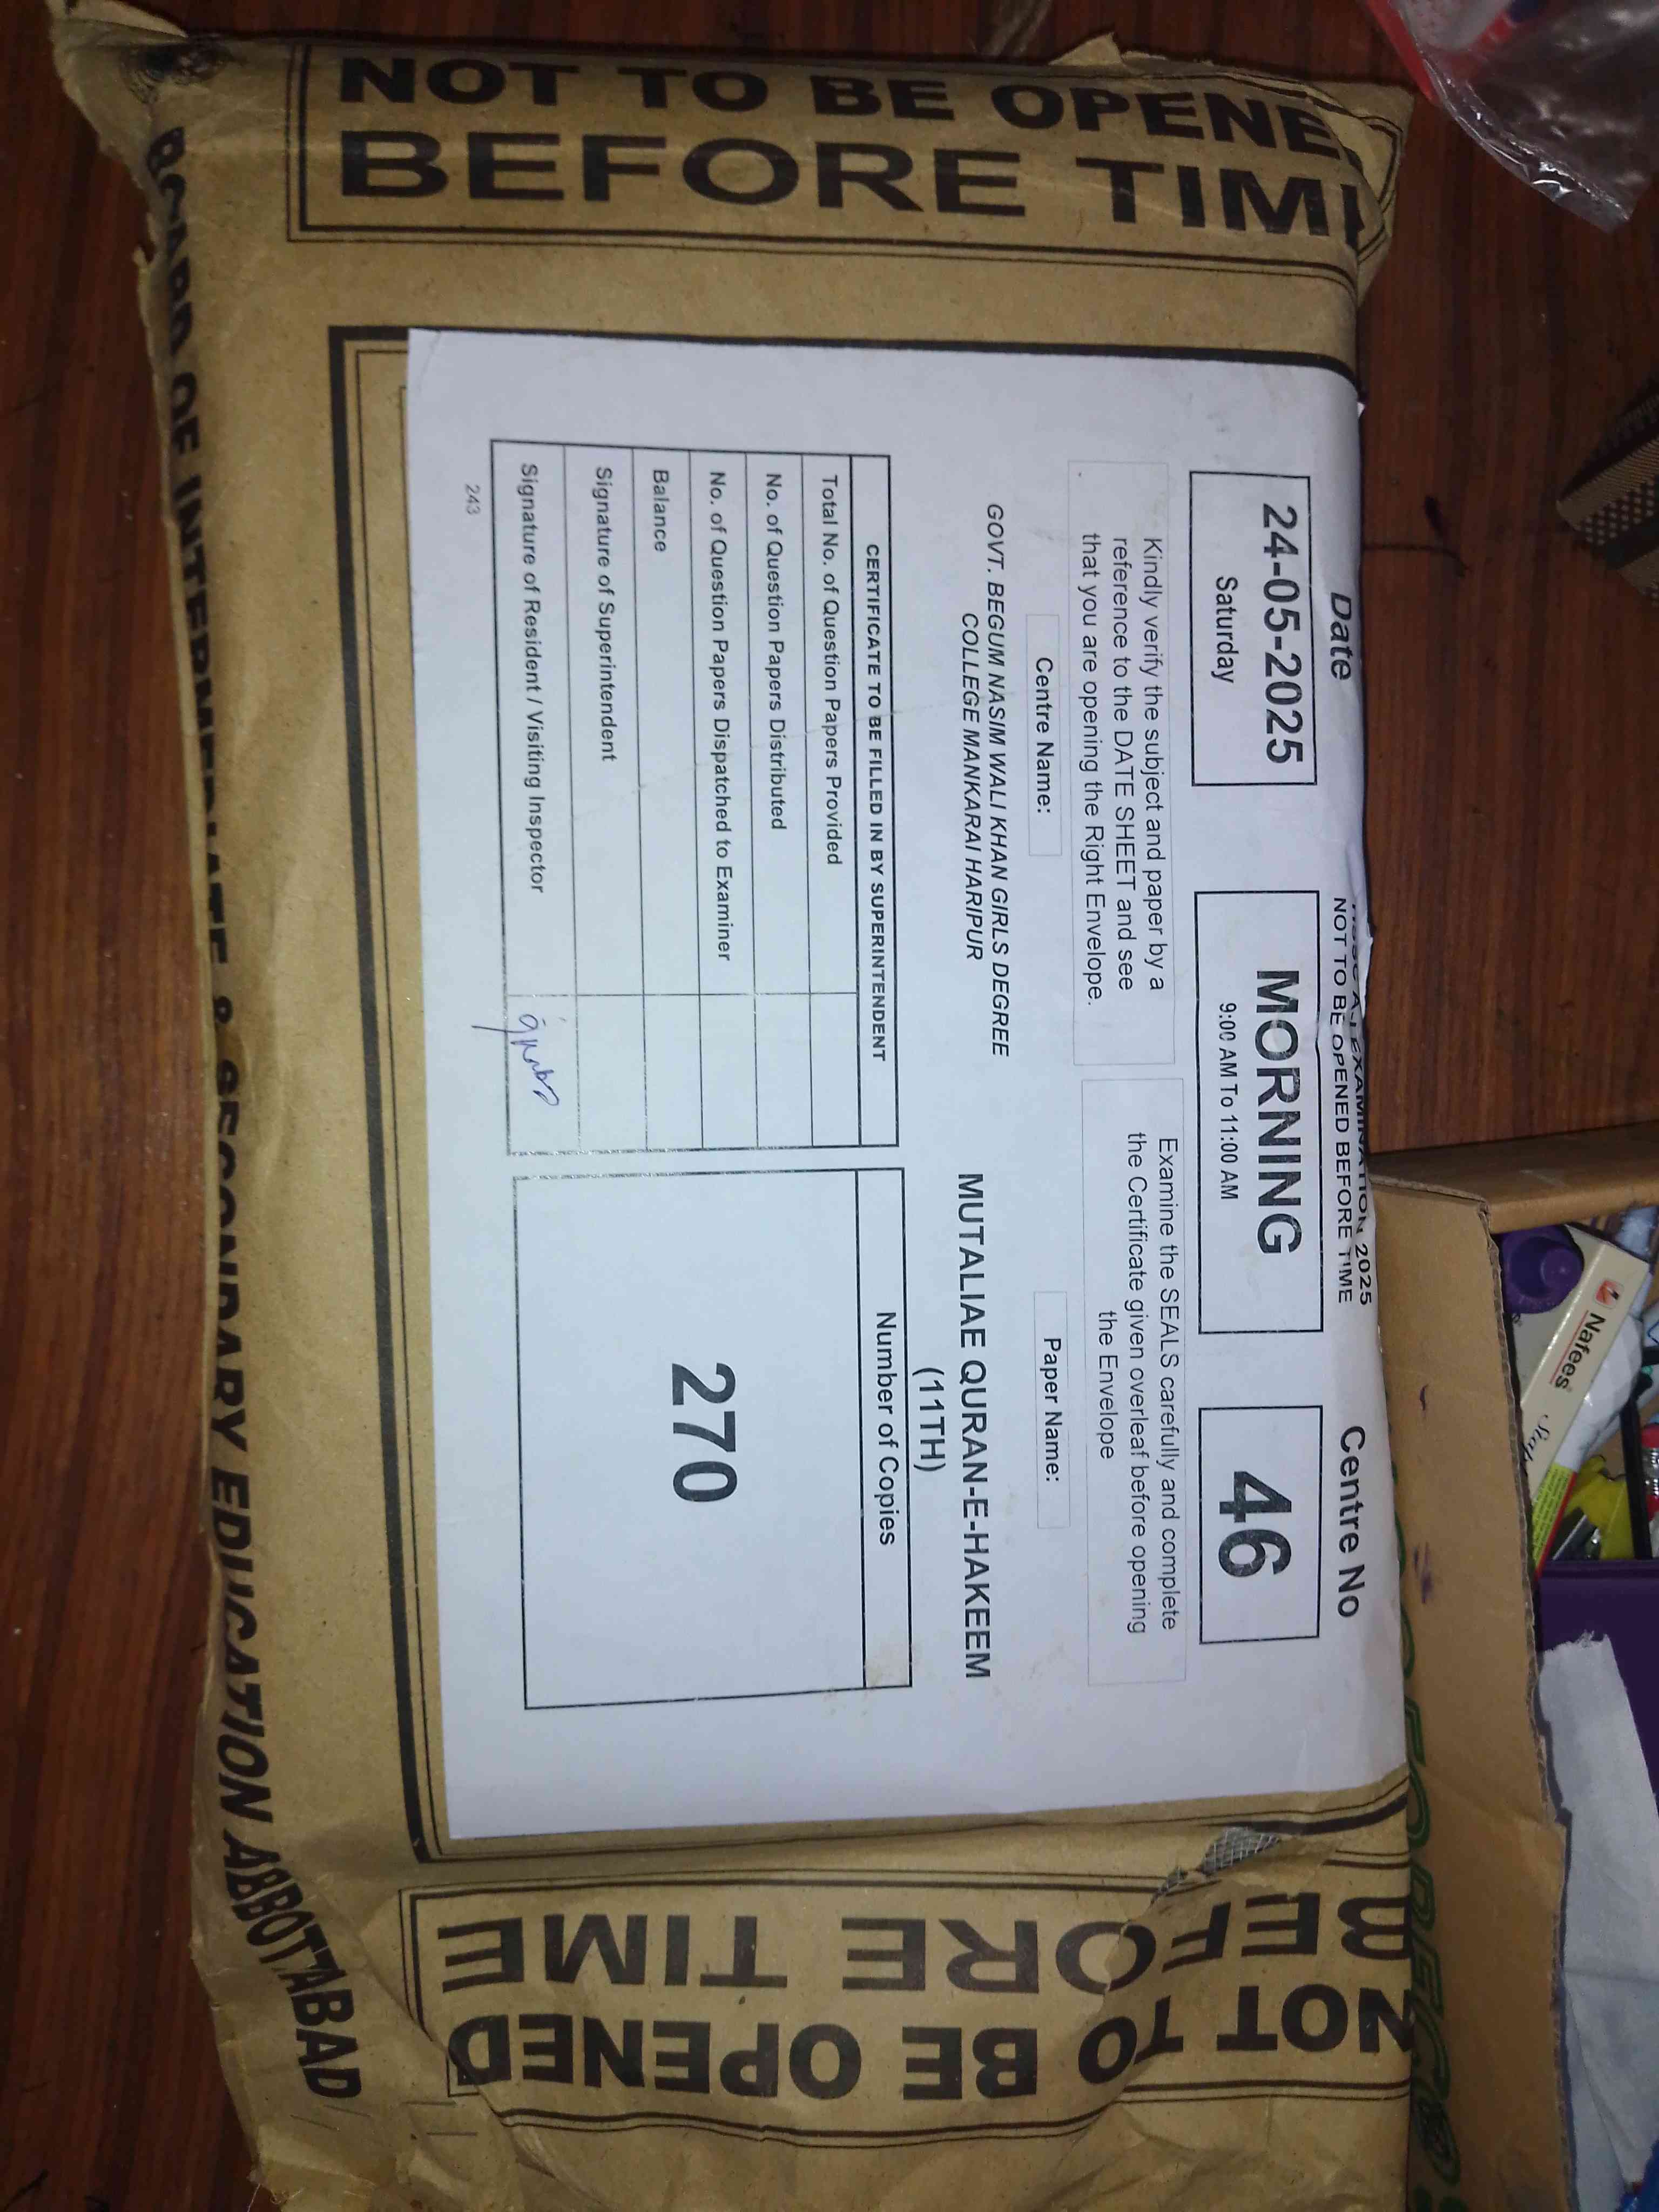 NOT TO BE OPENE
BEFORE TIM
BOARD OF INTERMEDIATE & SECONDARY EDUCATION ABBOTTABAD
EXAMINATION 2025
NOT TO BE OPENED BEFORE TIME
Date
Centre No
24-05-2025
Saturday
MORNING
9:00 AM To 11:00 AM
46
Kindly verify the subject and paper by a
reference to the DATE SHEET and see
that you are opening the Right Envelope.
Examine the SEALS carefully and complete
the Certificate given overleaf before opening
the Envelope
Centre Name:
Paper Name:
GOVT. BEGUM NASIM WALI KHAN GIRLS DEGREE
COLLEGE MANKARAI HARIPUR
MUTALIAE QURAN-E-HAKEEM
(11TH)
CERTIFICATE TO BE FILLED IN BY SUPERINTENDENT
Total No. of Question Papers Provided
No. of Question Papers Distributed
No. of Question Papers Dispatched to Examiner
Balance
Signature of Superintendent
Signature of Resident / Visiting Inspector
243
Number of Copies
270
NOT TO BE OPENED
BEFORE TIME
Nafees